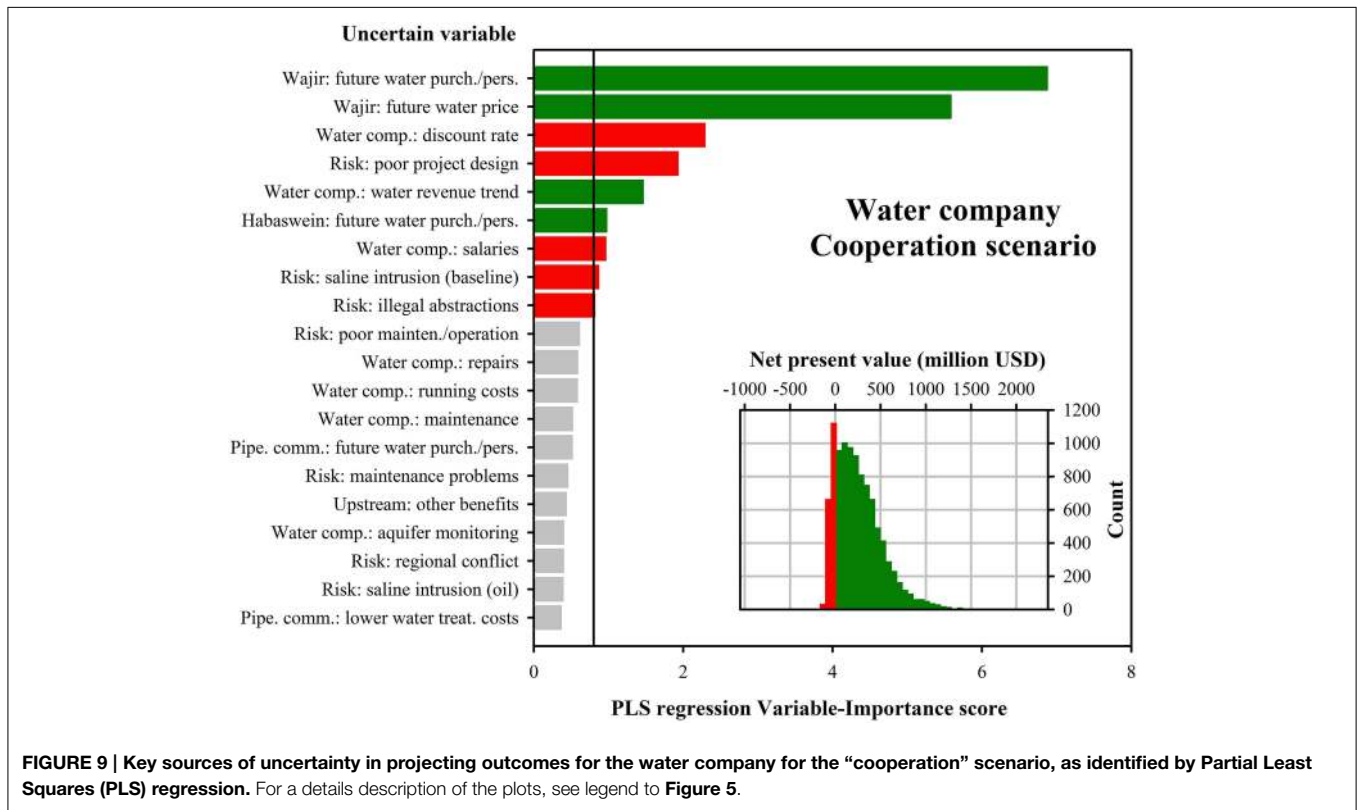 Uncertain variable
Wajir: future water purch./pers.
Wajir: future water price
Water comp.: discount rate
Risk: poor project design
Water comp.: water revenue trend
Habaswein: future water purch./pers.
Water comp.: salaries
Risk: saline intrusion (baseline)
Risk: illegal abstractions
Risk: poor mainten./operation
Water comp.: repairs
Water comp.: running costs
Water comp.: maintenance
Pipe. comm.: future water purch./pers.
Risk: maintenance problems
Upstream: other benefits
Water comp.: aquifer monitoring
Risk: regional conflict
Risk: saline intrusion (oil)
Pipe. comm.: lower water treat. costs
0 2 4 6 8
PLS regression Variable-Importance score
Water company
Cooperation scenario
Net present value (million USD)
-1000 -500 0 500 1000 1500 2000
1200
1000
800
600
400
200
0
Count
FIGURE 9 | Key sources of uncertainty in projecting outcomes for the water company for the “cooperation” scenario, as identified by Partial Least
Squares (PLS) regression. For a details description of the plots, see legend to Figure 5.